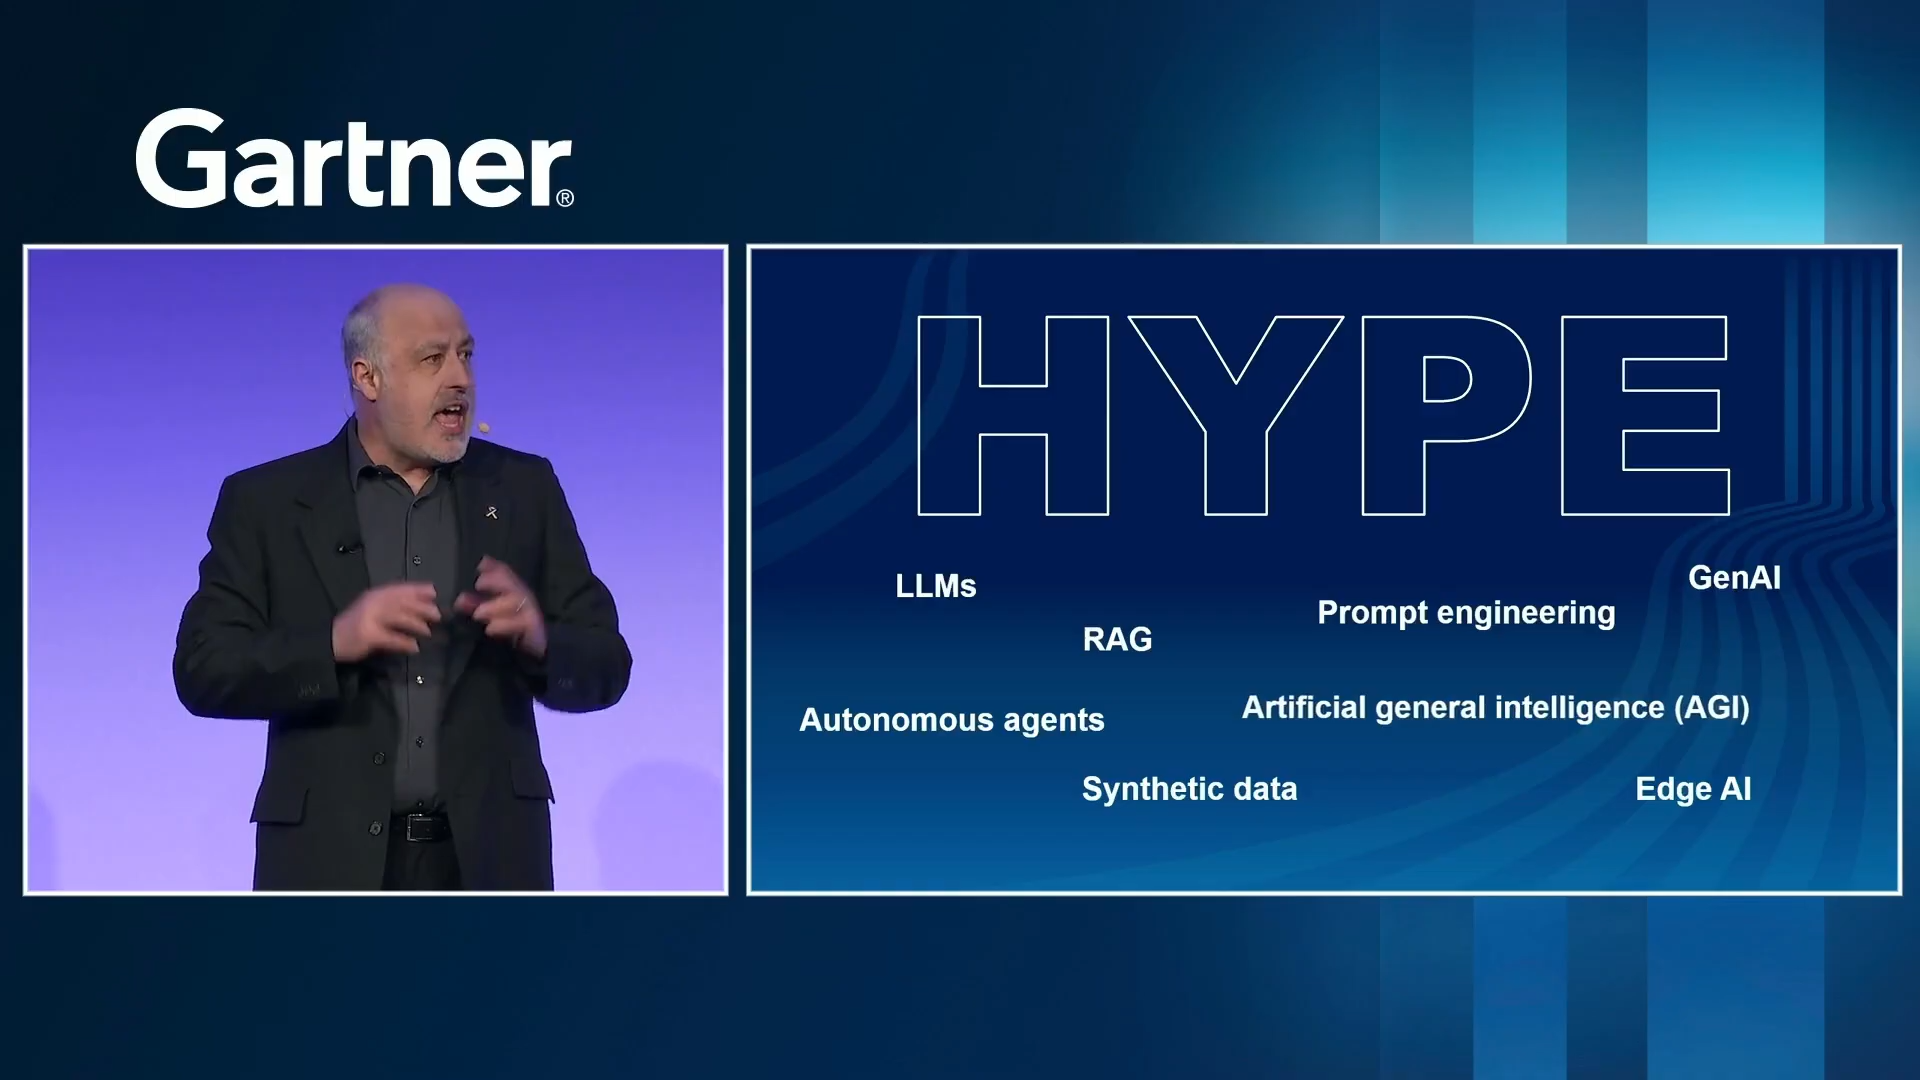 Gartner®
HYPE
LLMs
GenAI
Prompt engineering
RAG
Autonomous agents
Artificial general intelligence (AGI)
Synthetic data
Edge AI